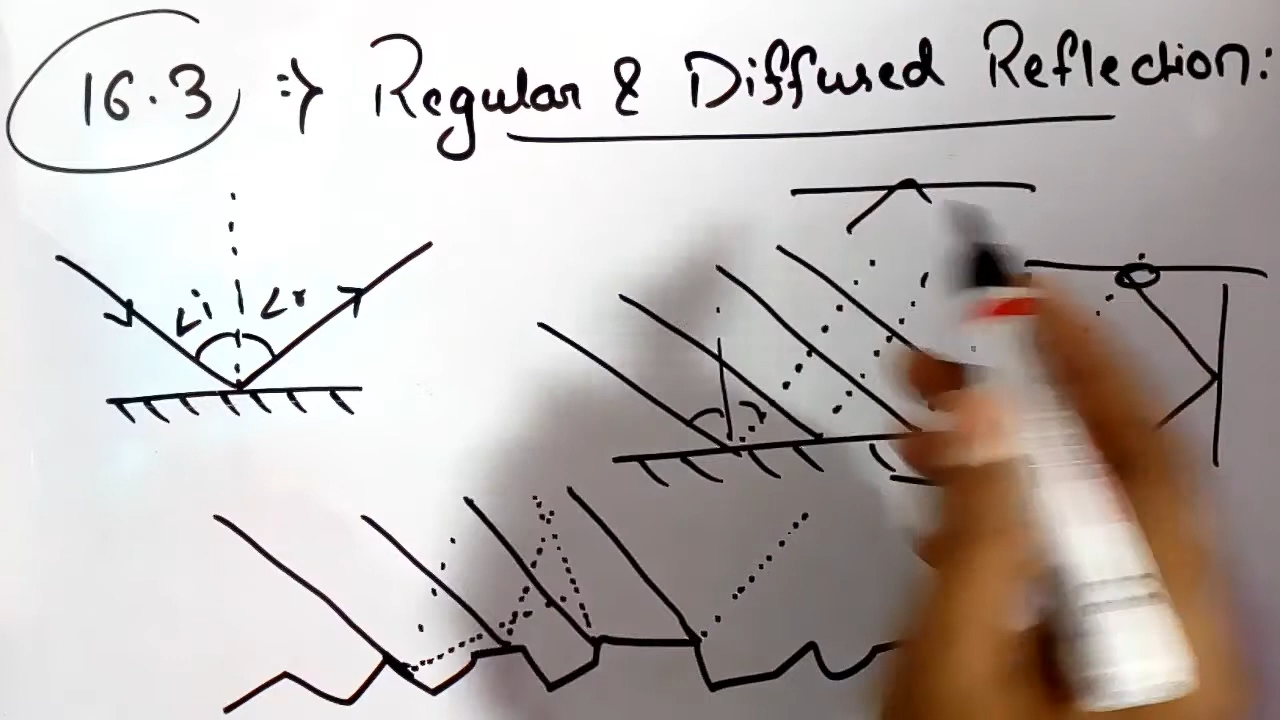 16.3 ⇒ Regular & Diffused Reflection:
∠i ∠r